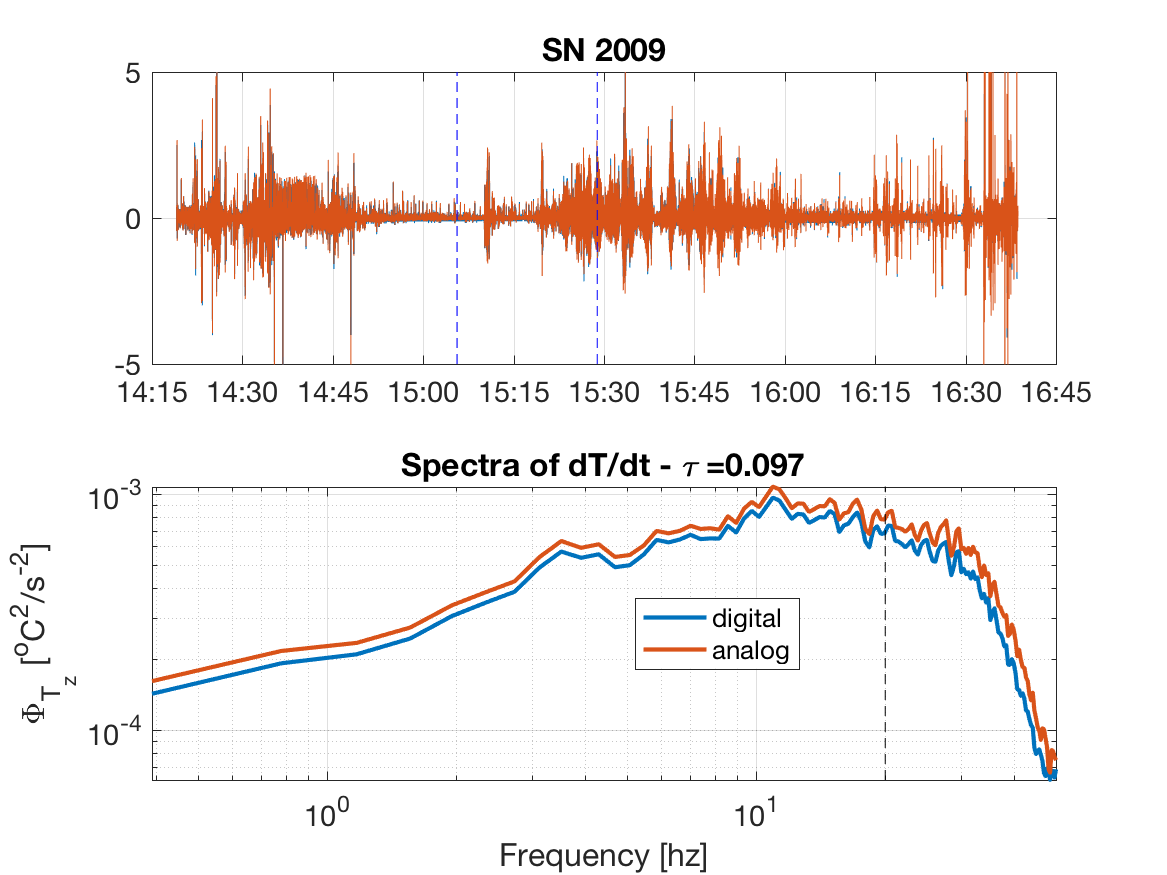 SN 2009
5
0
-5
14:15 14:30 14:45 15:00 15:15 15:30 15:45 16:00 16:15 16:30 16:45
Spectra of dT/dt - τ =0.097
10^-3
10^-4
Φ_T_z [°C²/s^-2]
digital
analog
10^0 10^1
Frequency [hz]